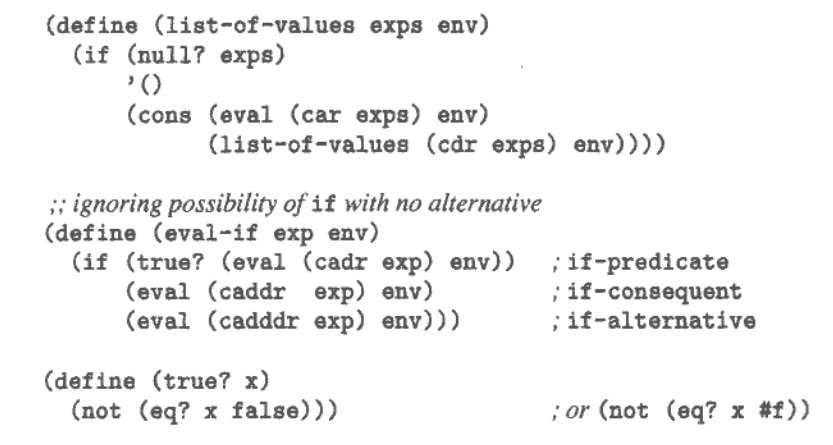 (define (list-of-values exps env)
  (if (null? exps)
      '()
      (cons (eval (car exps) env)
            (list-of-values (cdr exps) env))))
;; ignoring possibility of if with no alternative
(define (eval-if exp env)
  (if (true? (eval (cadr exp) env))   ; if-predicate
      (eval (caddr  exp) env)         ; if-consequent
      (eval (cadddr exp) env)))       ; if-alternative
(define (true? x)
  (not (eq? x false)))                ; or (not (eq? x #f))